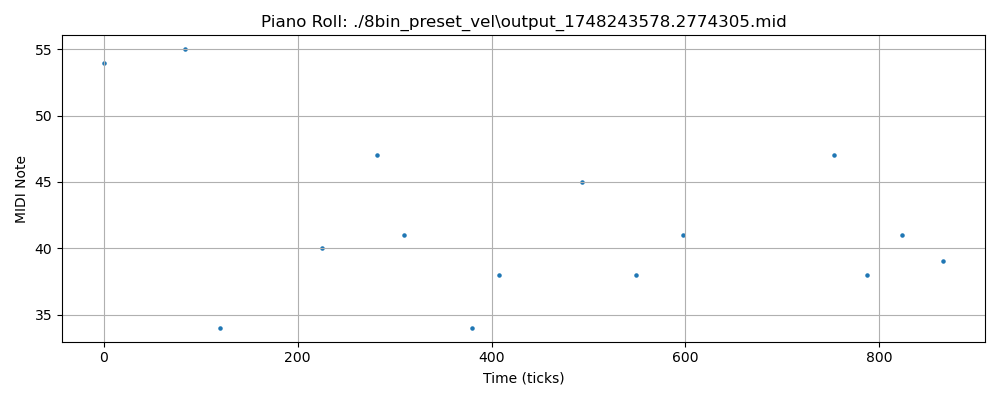 Piano Roll: ./8bin_preset_vel\output_1748243578.2774305.mid
55
50
45
40
35
MIDI Note
0 200 400 600 800
Time (ticks)